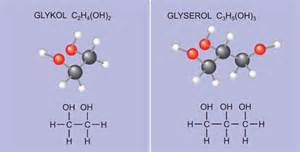 GLYKOL C₂H₄(OH)₂
OH OH
H–C–C–H
H H
GLYSEROL C₃H₅(OH)₃
OH OH OH
H–C–C–C–H
H H H